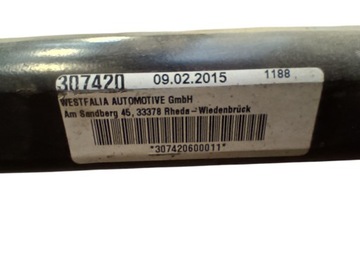 307420 09.02.2015 1188
WESTFALIA AUTOMOTIVE GmbH
Am Sandberg 45, 33378 Rheda-Wiedenbrück
*307420600011*